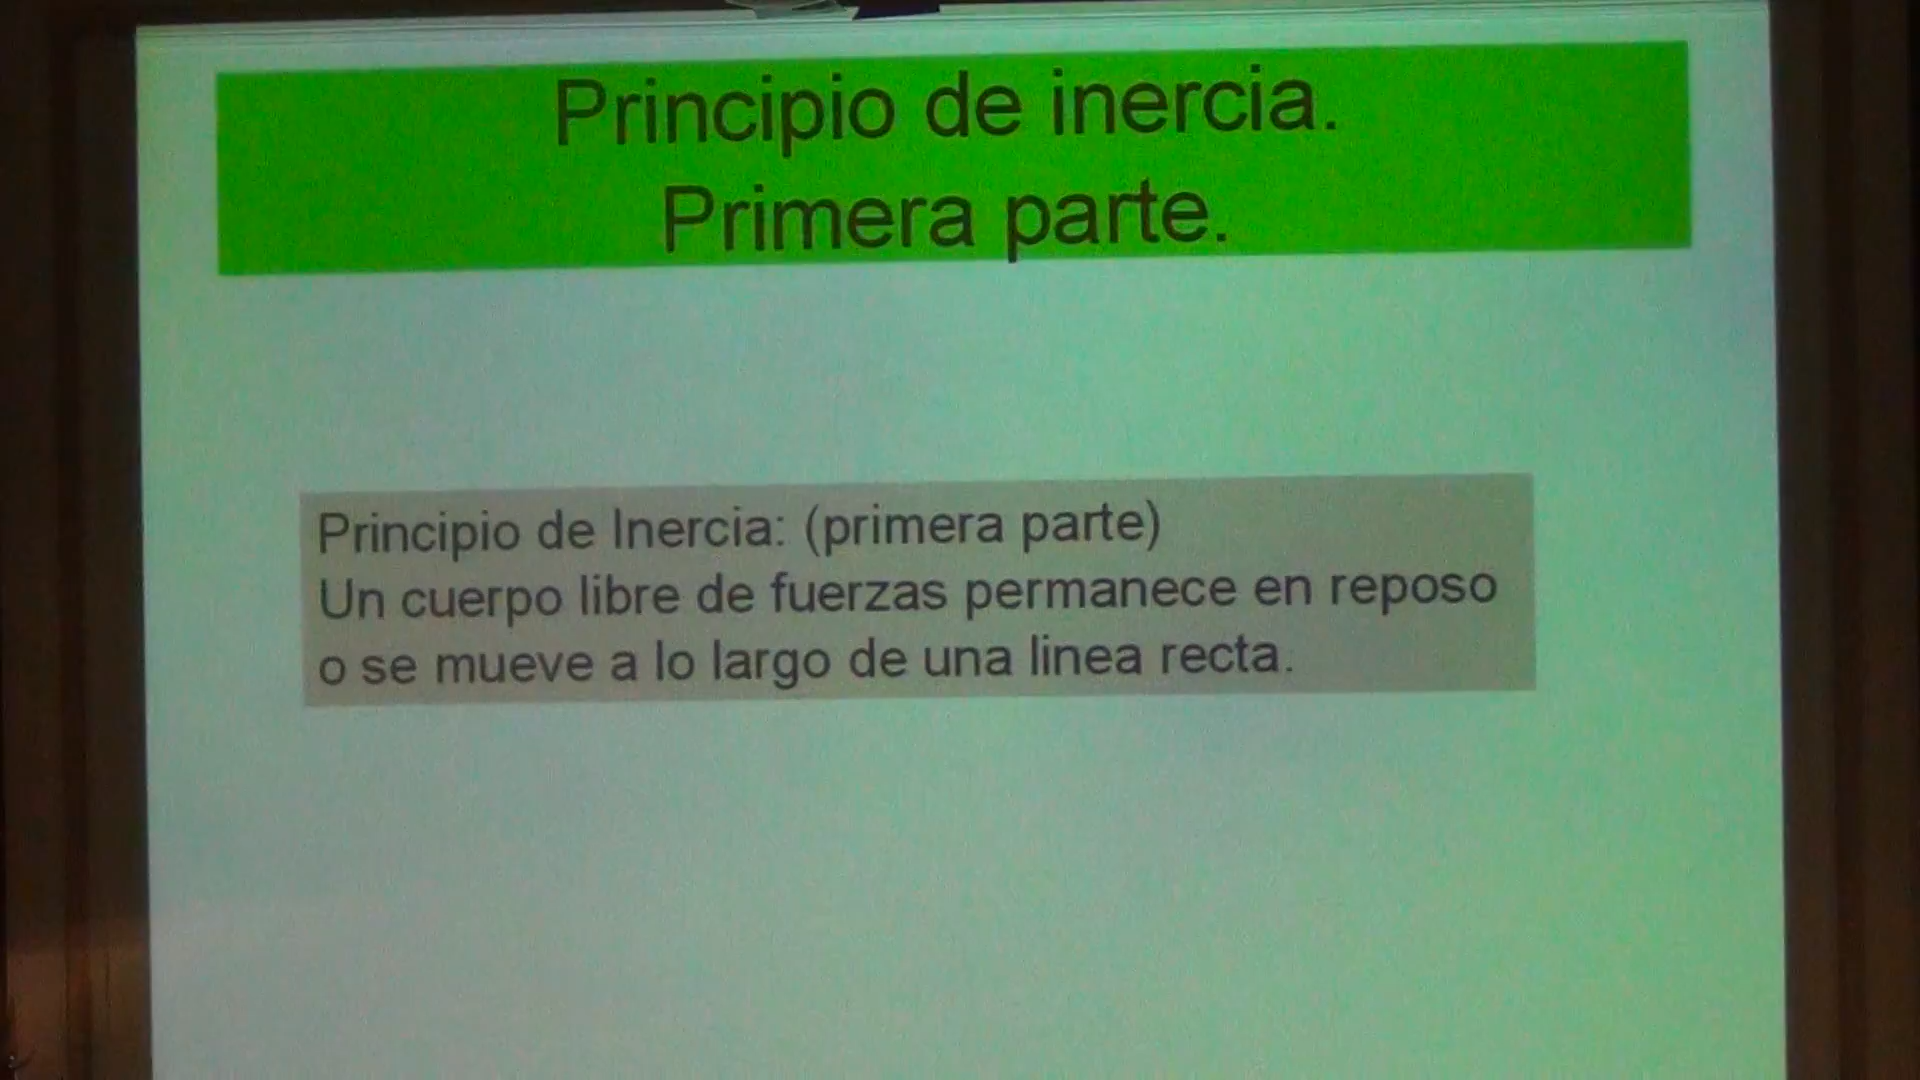 Principio de inercia.
Primera parte.
Principio de Inercia: (primera parte)
Un cuerpo libre de fuerzas permanece en reposo
o se mueve a lo largo de una linea recta.